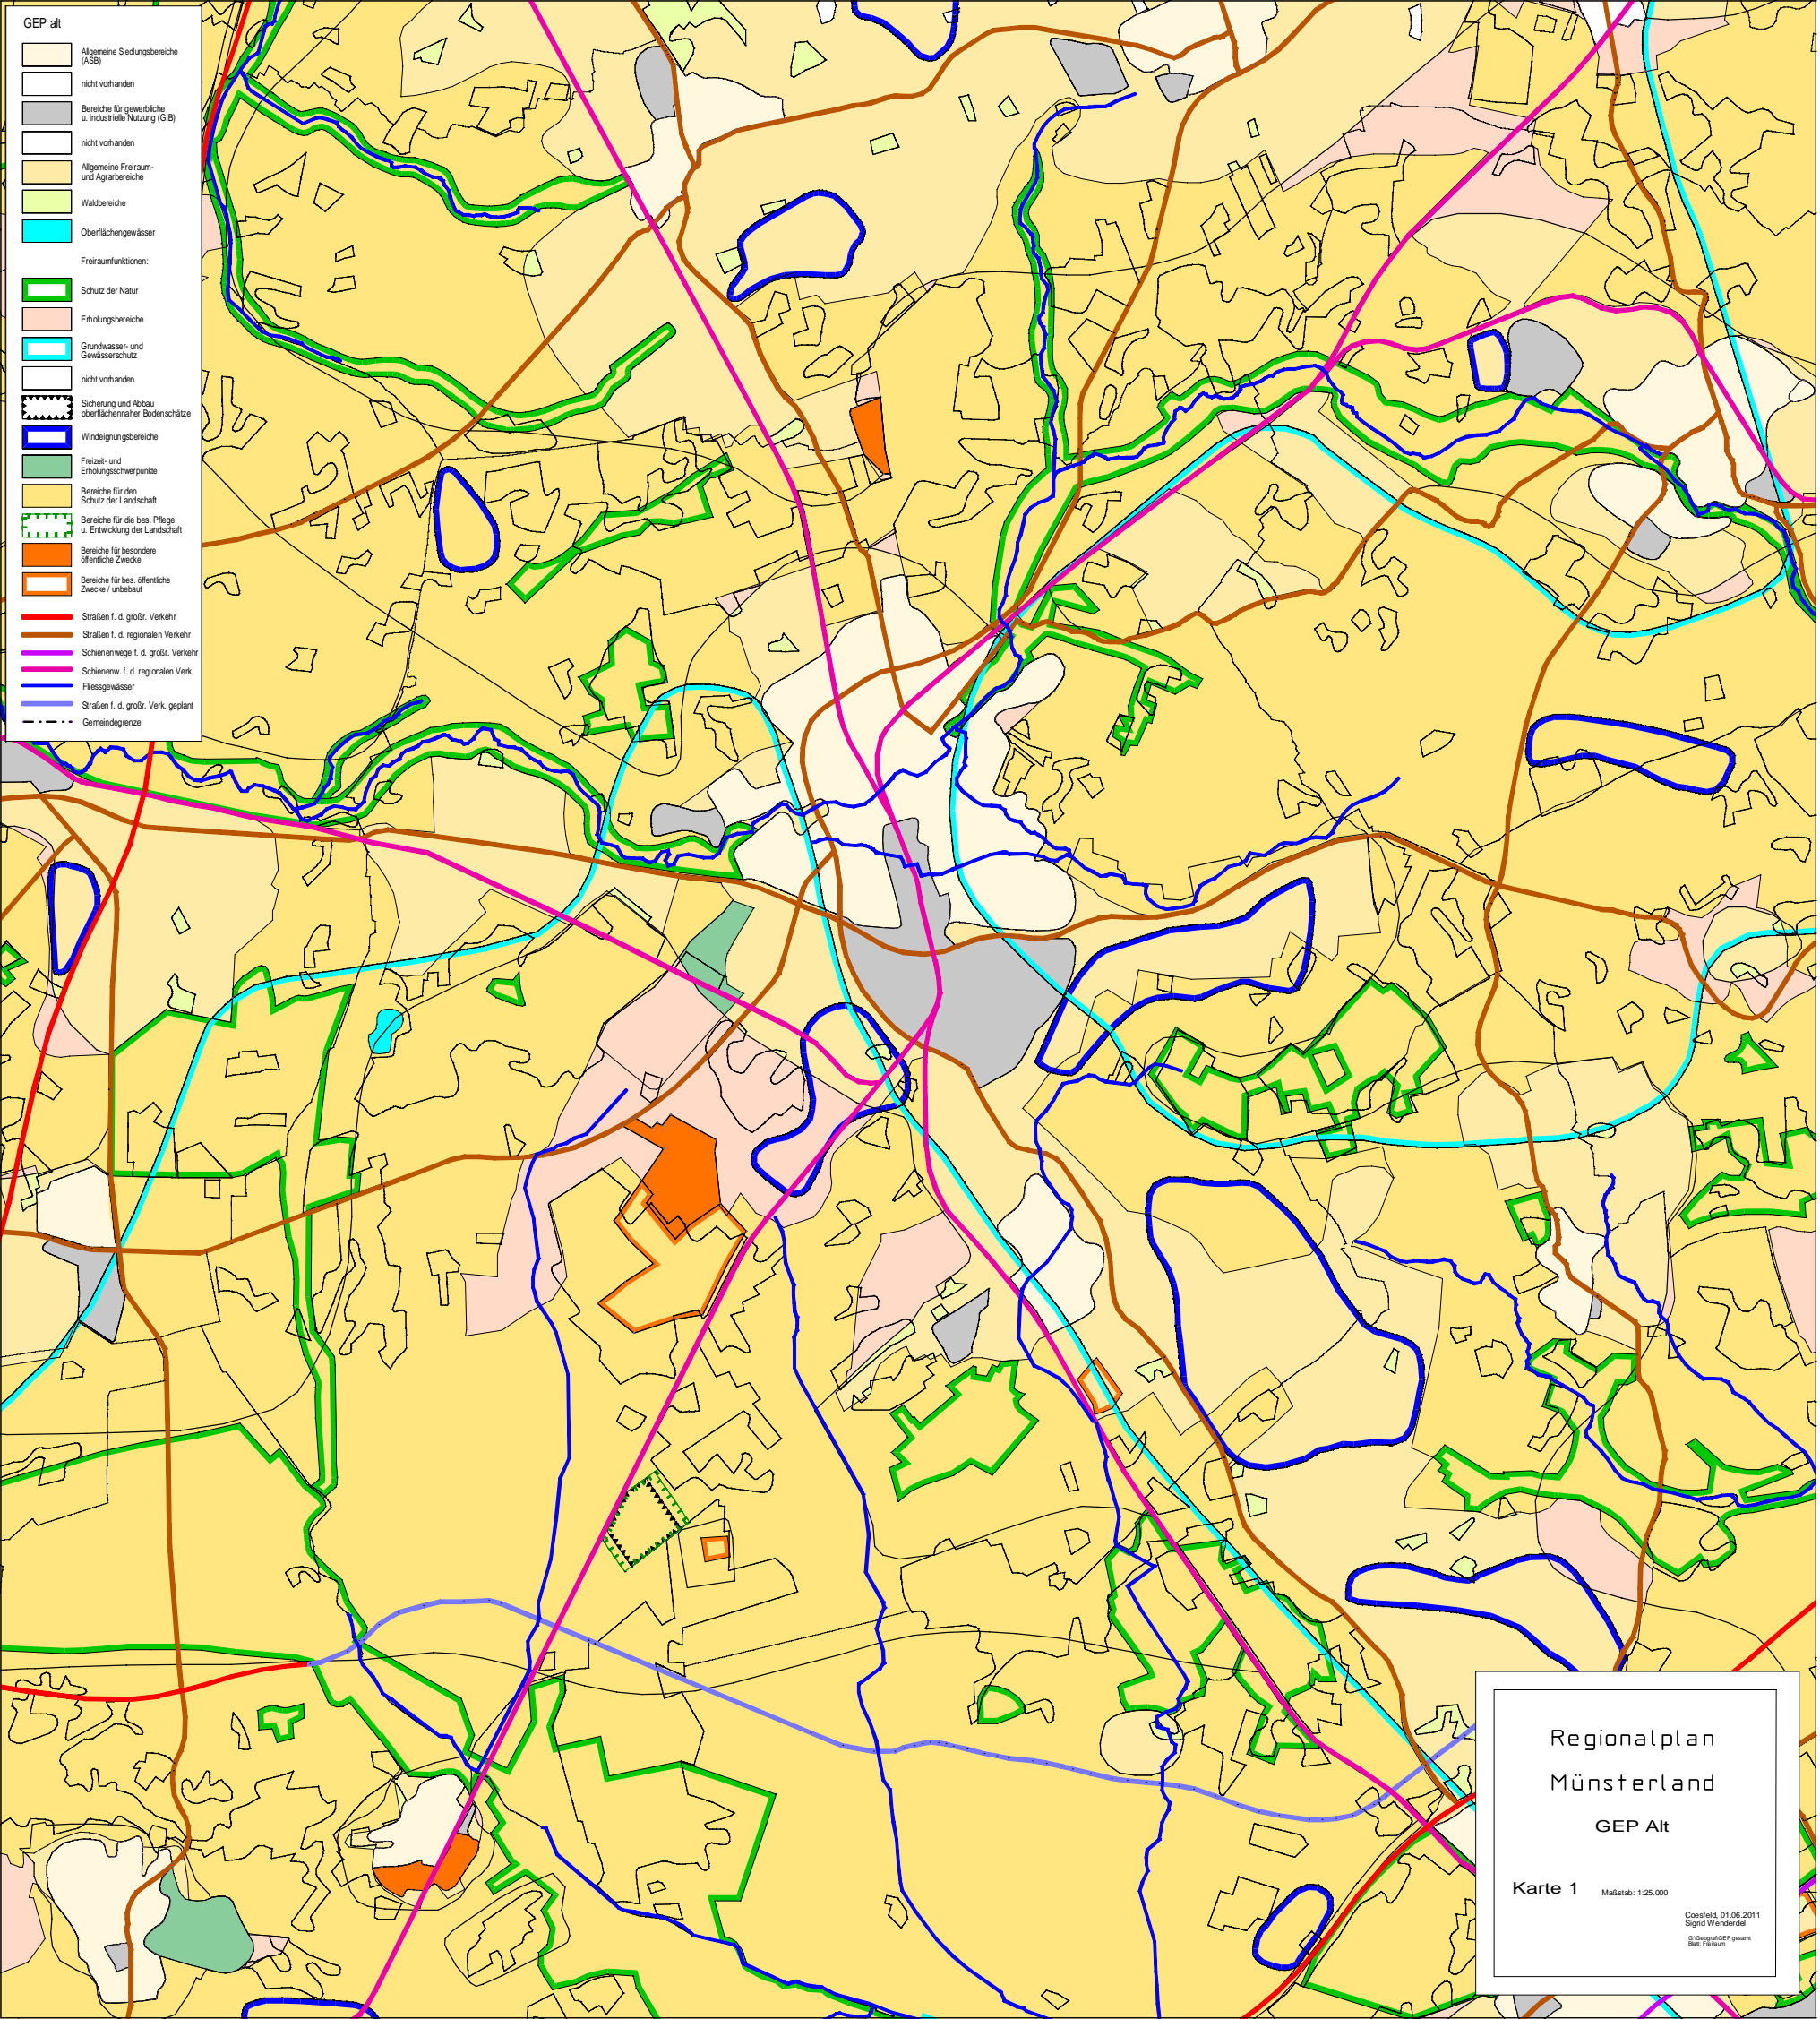 GEP alt
Allgemeine Siedlungsbereiche
(ASB)
nicht vorhanden
Bereiche für gewerbliche
u. industrielle Nutzung (GIB)
nicht vorhanden
Allgemeine Freiraum-
und Agrarbereiche
Waldbereiche
Oberflächengewässer
Freiraumfunktionen:
Schutz der Natur
Erholungsbereiche
Grundwasser- und
Gewässerschutz
nicht vorhanden
Sicherung und Abbau
oberflächennaher Bodenschätze
Windeignungsbereiche
Freizeit- und
Erholungsschwerpunkte
Bereiche für den
Schutz der Landschaft
Bereiche für die bes. Pflege
u. Entwicklung der Landschaft
Bereiche für besondere
öffentliche Zwecke
Bereiche für bes. öffentliche
Zwecke / unbebaut
Straßen f. d. großr. Verkehr
Straßen f. d. regionalen Verkehr
Schienenwege f. d. großr. Verkehr
Schienenw. f. d. regionalen Verk.
Fliessgewässer
Straßen f. d. großr. Verk. geplant
Gemeindegrenze
Regionalplan
Münsterland
GEP Alt
Karte 1 Maßstab: 1:25.000
Coesfeld, 01.06.2011
Sigrid Wenderdel
G:\Geograf\GEP gesamt
Blatt: Freiraum